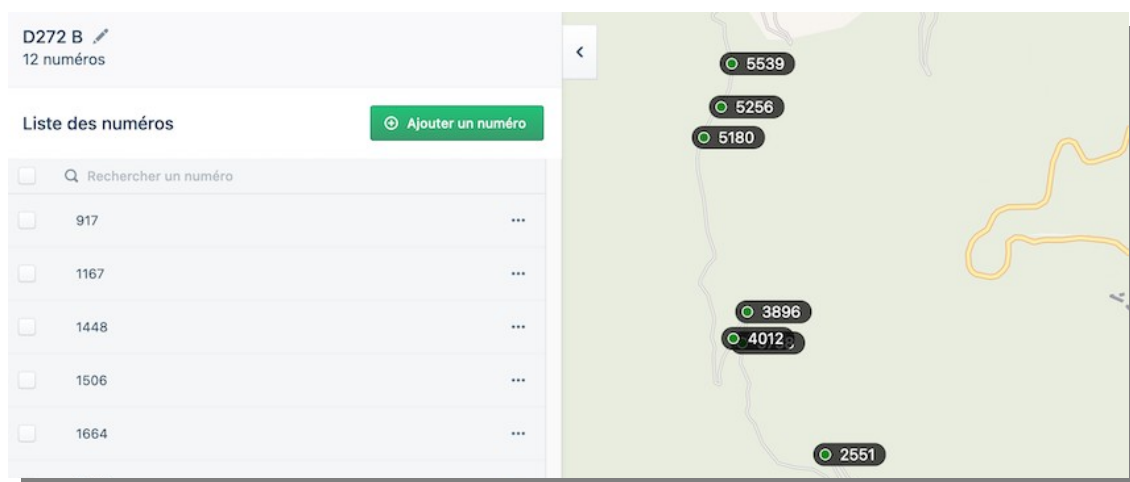 D272 B
12 numéros
Liste des numéros
Ajouter un numéro
Rechercher un numéro
917
1167
1448
1506
1664
5539
5256
5180
3896
4012
2551